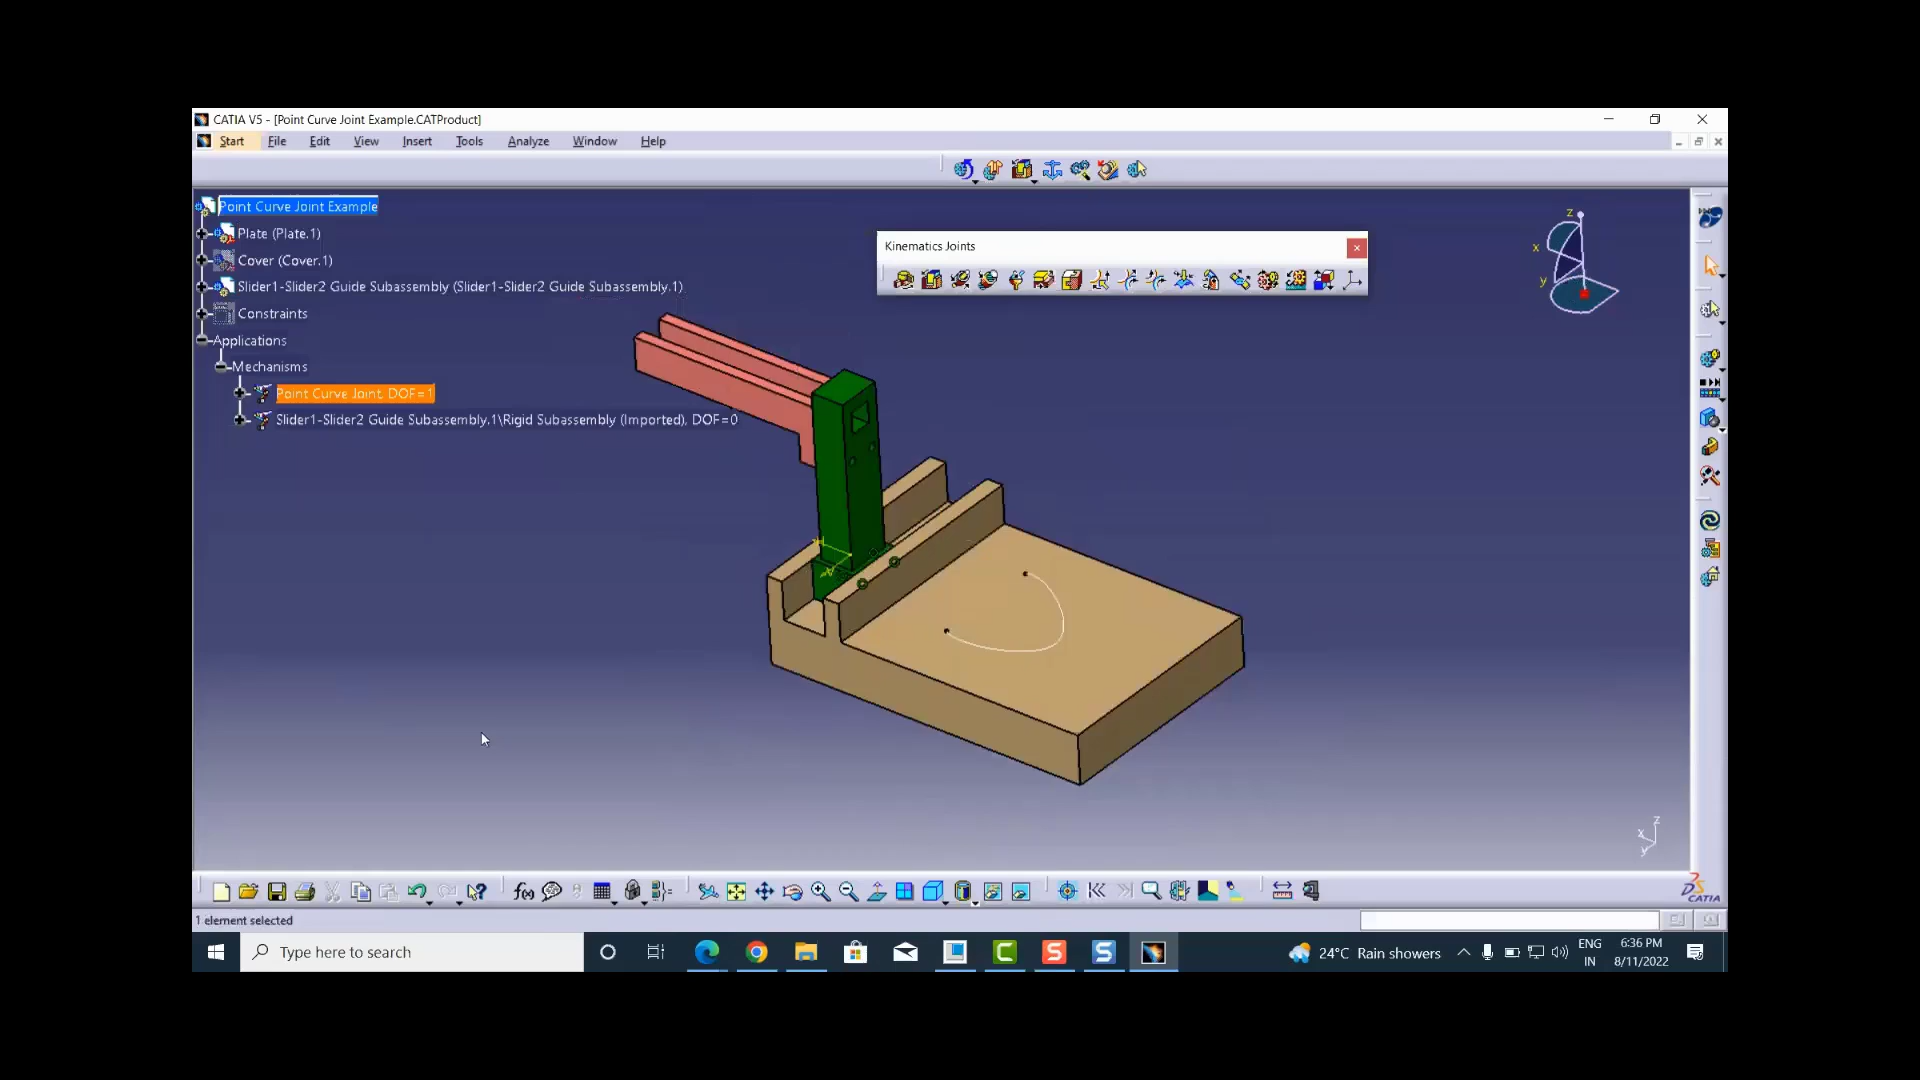 CATIA V5 - [Point Curve Joint Example.CATProduct]
Start File Edit View Insert Tools Analyze Window Help
Point Curve Joint Example
Plate (Plate.1)
Cover (Cover.1)
Slider1-Slider2 Guide Subassembly (Slider1-Slider2 Guide Subassembly.1)
Constraints
Applications
Mechanisms
Point Curve Joint, DOF=1
Slider1-Slider2 Guide Subassembly.1\Rigid Subassembly (Imported), DOF=0
Kinematics Joints
z
x
y
z
x
y
f(x)
CATIA
1 element selected
Type here to search
24°C Rain showers
ENG
IN
6:36 PM
8/11/2022